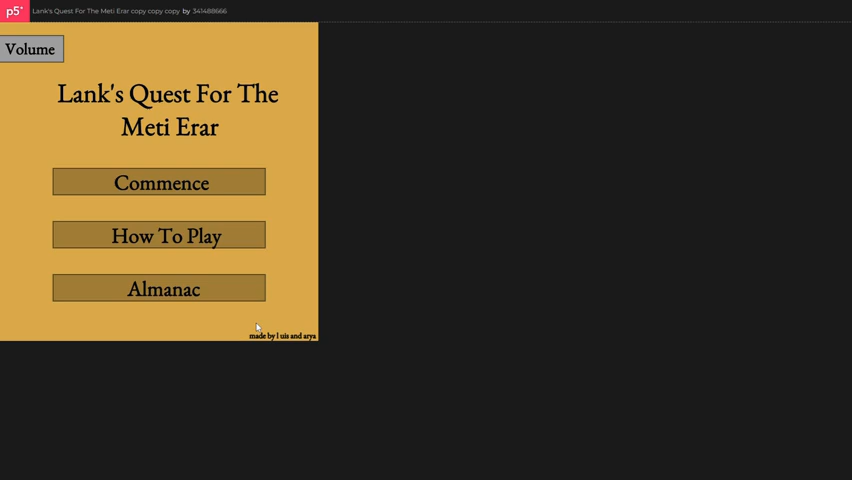 p5* Lank's Quest For The Meti Erar copy copy copy by 341488666
Volume
Lank's Quest For The
Meti Erar
Commence
How To Play
Almanac
made by l uis and arya